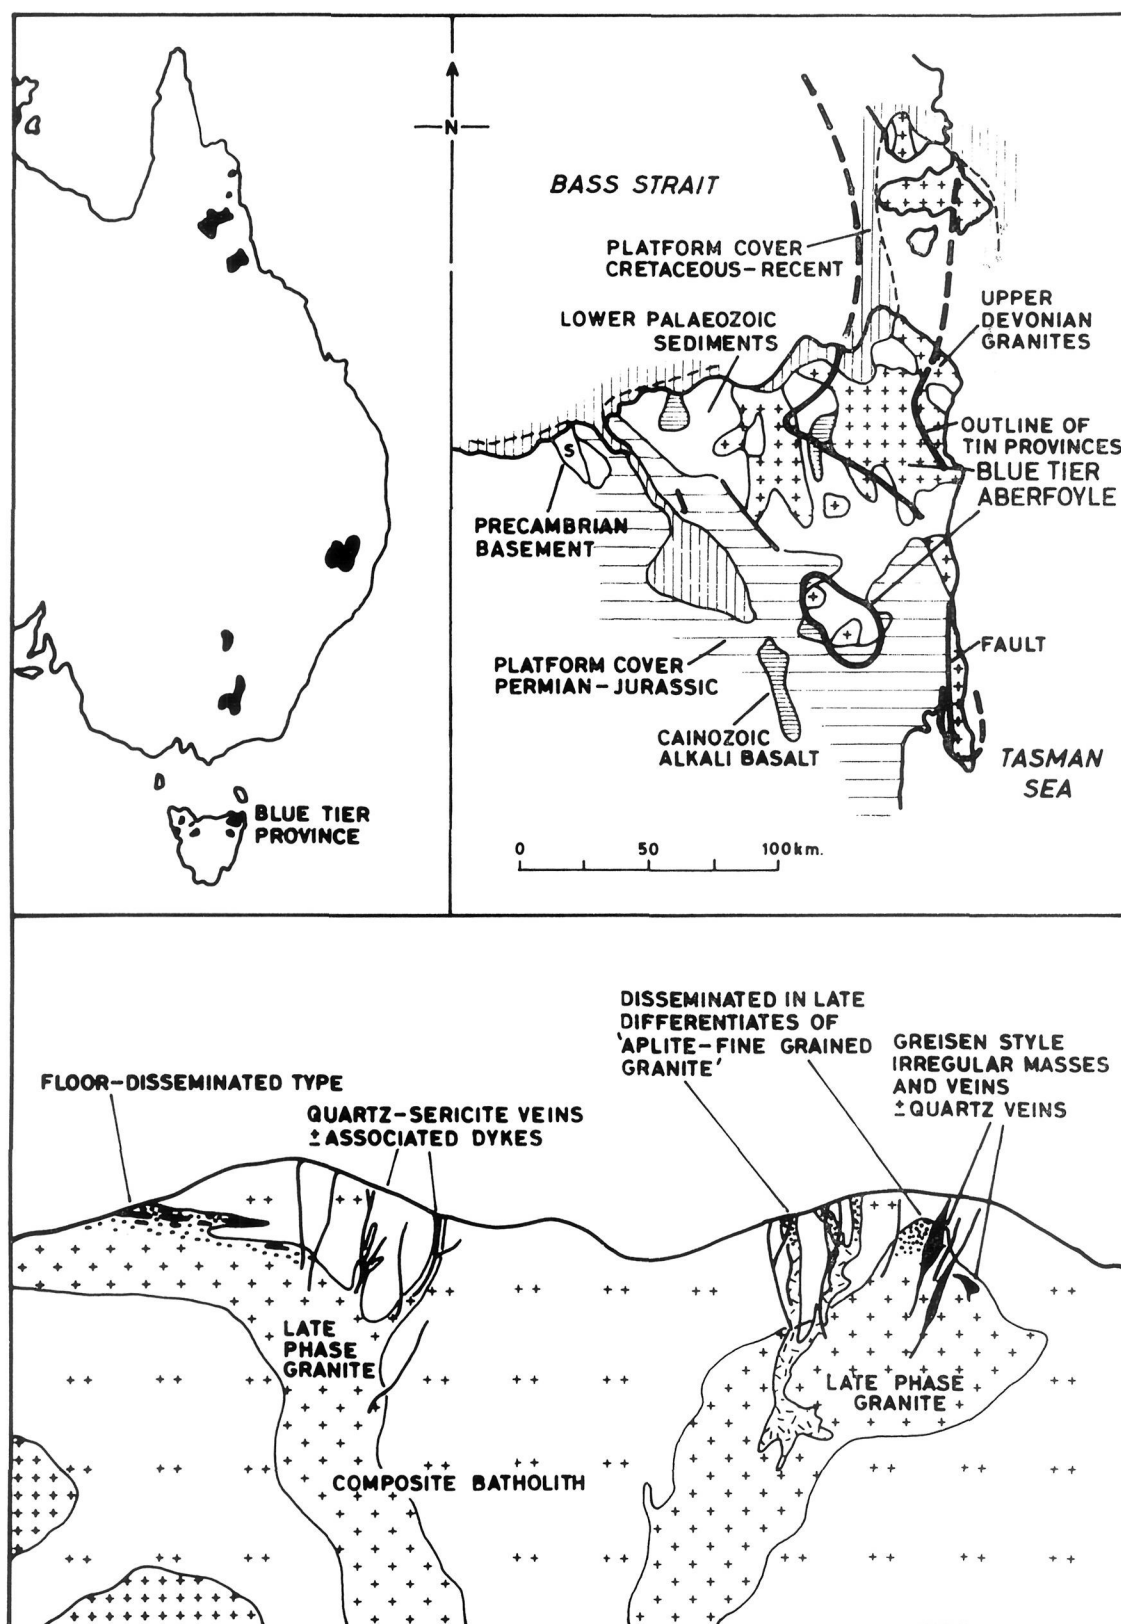 N
BASS STRAIT
PLATFORM COVER
CRETACEOUS-RECENT
LOWER PALAEOZOIC
SEDIMENTS
UPPER
DEVONIAN
GRANITES
OUTLINE OF
TIN PROVINCES
BLUE TIER
ABERFOYLE
S
PRECAMBRIAN
BASEMENT
PLATFORM COVER
PERMIAN-JURASSIC
FAULT
CAINOZOIC
ALKALI BASALT
TASMAN
SEA
BLUE TIER
PROVINCE
0 50 100km.
DISSEMINATED IN LATE
DIFFERENTIATES OF
'APLITE-FINE GRAINED
GRANITE'
GREISEN STYLE
IRREGULAR MASSES
AND VEINS
±QUARTZ VEINS
FLOOR-DISSEMINATED TYPE
QUARTZ-SERICITE VEINS
±ASSOCIATED DYKES
LATE
PHASE
GRANITE
LATE PHASE
GRANITE
COMPOSITE BATHOLITH